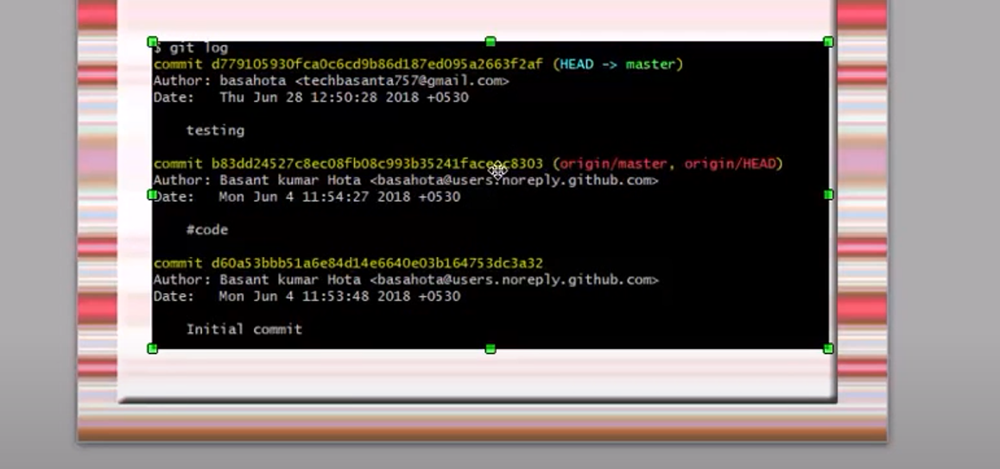 $ git log
commit d779105930fca0c6cd9b86d187ed095a2663f2af (HEAD -> master)
Author: basahota <techbasanta757@gmail.com>
Date: Thu Jun 28 12:50:28 2018 +0530
testing
commit (origin/master, origin/HEAD)
Author: Basant kumar Hota <basahota@users.noreply.github.com>
Date: Mon Jun 4 11:54:27 2018 +0530
#code
commit d60a53bbb51a6e84d14e6640e03b164753dc3a32
Author: Basant kumar Hota <basahota@users.noreply.github.com>
Date: Mon Jun 4 11:53:48 2018 +0530
Initial commit